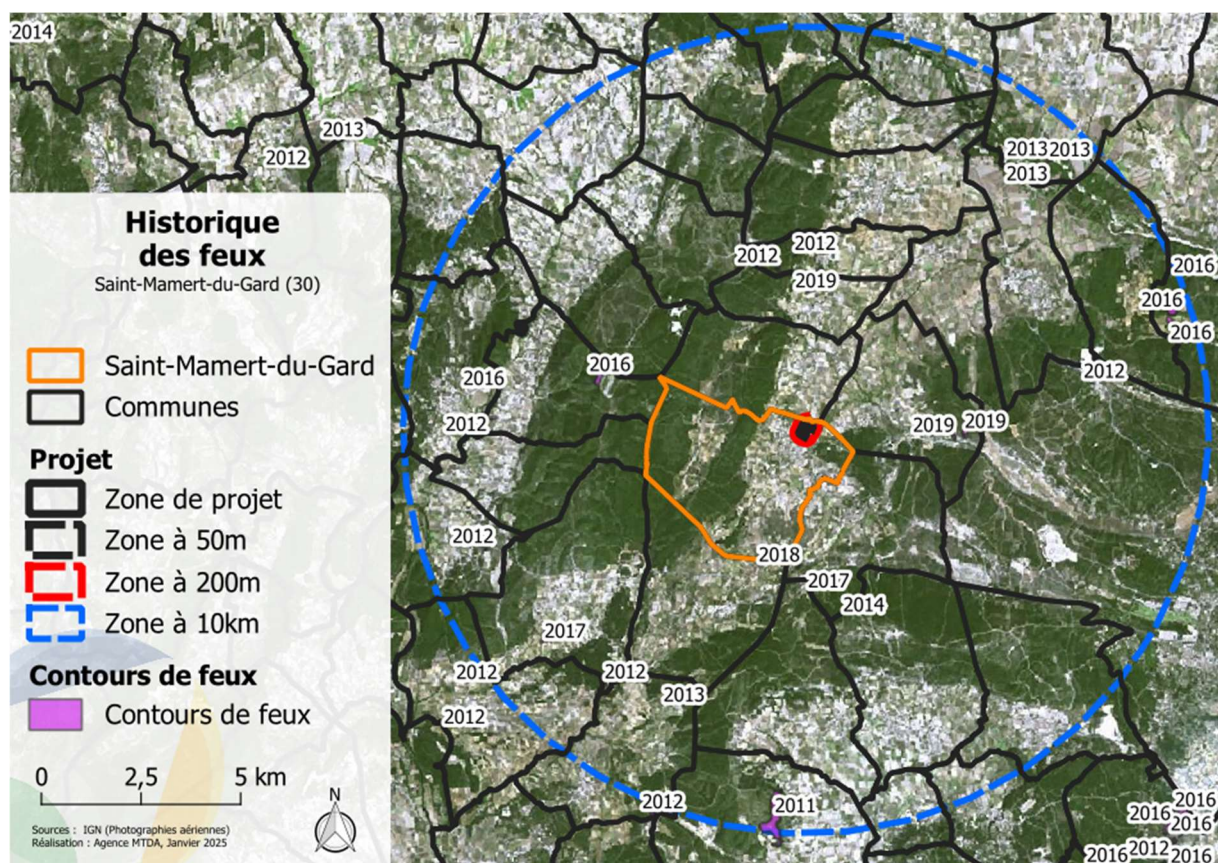 2014
2013
2012
2013 2013
2013
2012
2012
2019
2016
2016
2016
2012
2016
2016
2012
2019
2019
2012
2018
2017
2014
2017
2012
2012
2013
2012
2012
2011
2016
2016
2016
2016
2012
2016
Historique
des feux
Saint-Mamert-du-Gard (30)
Saint-Mamert-du-Gard
Communes
Projet
Zone de projet
Zone à 50m
Zone à 200m
Zone à 10km
Contours de feux
Contours de feux
0 2,5 5 km
N
Sources : IGN (Photographies aériennes)
Réalisation : Agence MTDA, Janvier 2025